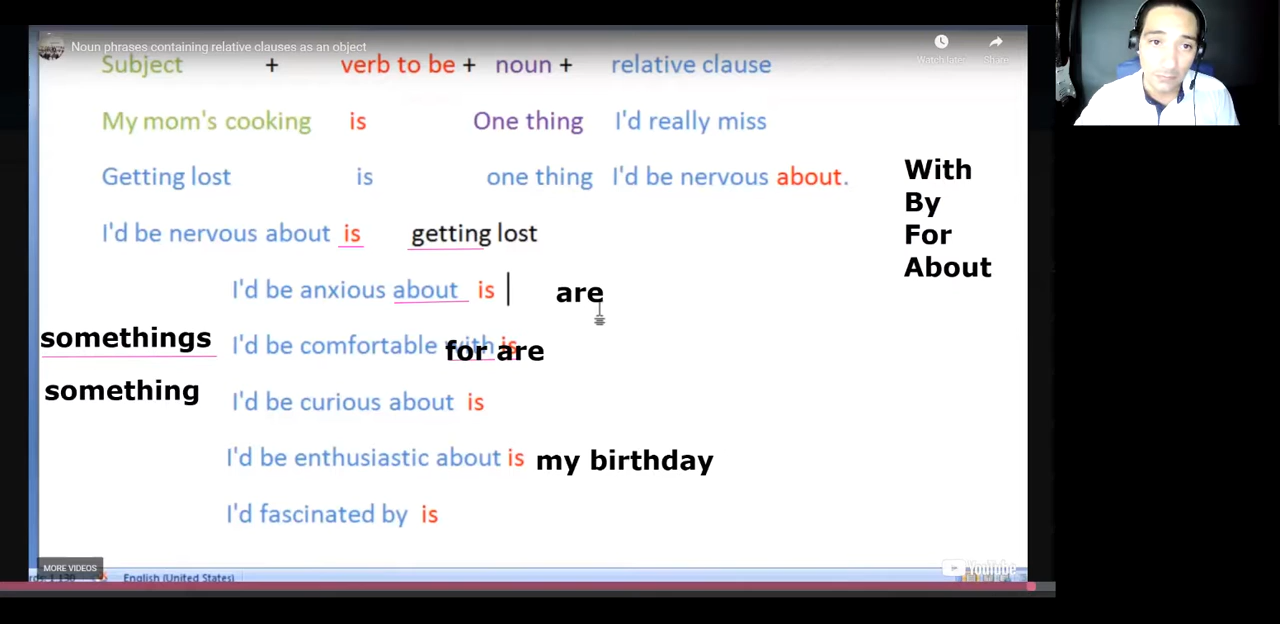 Noun phrases containing relative clauses as an object
Watch later
Share
Subject + verb to be + noun + relative clause
My mom's cooking is One thing I'd really miss
Getting lost is one thing I'd be nervous about.
With
By
For
About
I'd be nervous about is getting lost
I'd be anxious about is are
somethings I'd be comfortable with is for are
something
I'd be curious about is
I'd be enthusiastic about is my birthday
I'd fascinated by is
MORE VIDEOS
English (United States)
YouTube